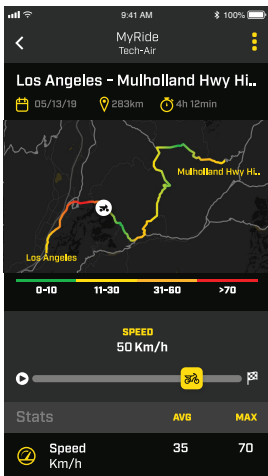 9:41 AM
100%
MyRide
Tech-Air
Los Angeles - Mulholland Hwy Hi..
05/13/19 283km 4h 12min
Mulholland Hwy Hi..
Los Angeles
0-10 11-30 31-60 >70
SPEED
50 Km/h
Stats AVG MAX
Speed 35 70
Km/h